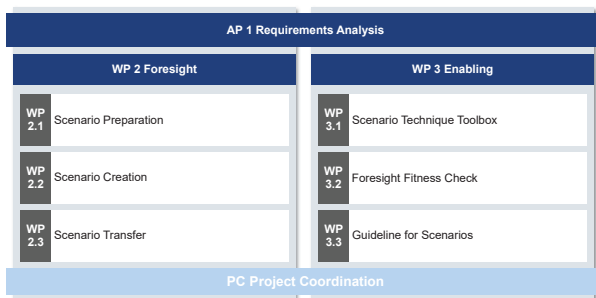 AP 1 Requirements Analysis
WP 2 Foresight
WP
2.1
Scenario Preparation
WP
2.2
Scenario Creation
WP
2.3
Scenario Transfer
WP 3 Enabling
WP
3.1
Scenario Technique Toolbox
WP
3.2
Foresight Fitness Check
WP
3.3
Guideline for Scenarios
PC Project Coordination